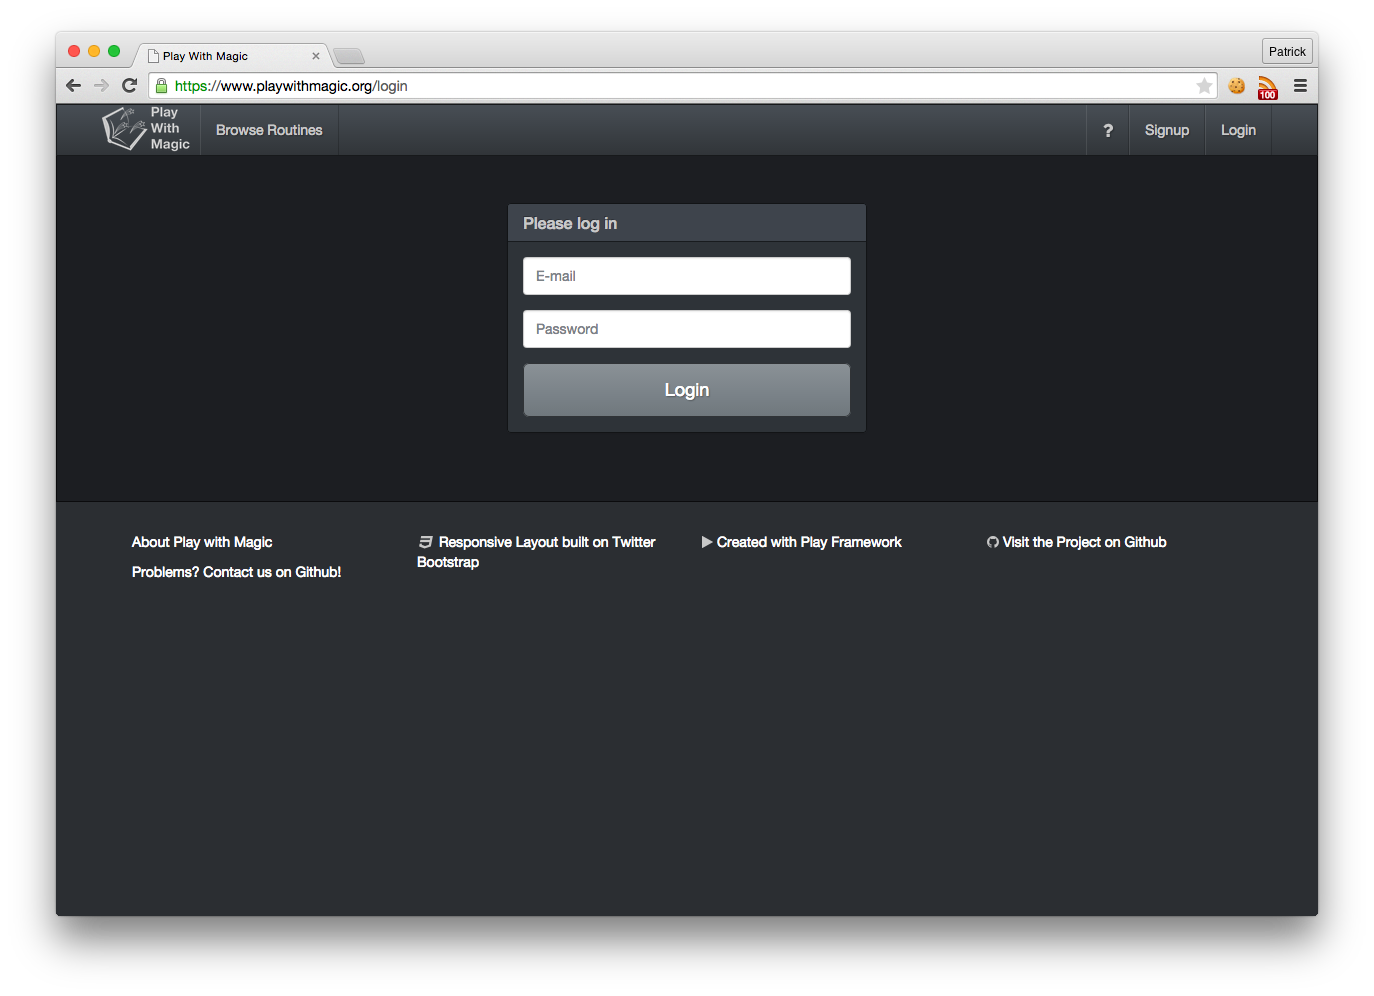 Play With Magic
Patrick
https://www.playwithmagic.org/login
100
Play
With
Magic
Browse Routines
?
Signup
Login
Please log in
E-mail
Password
Login
About Play with Magic
Problems? Contact us on Github!
Responsive Layout built on Twitter
Bootstrap
Created with Play Framework
Visit the Project on Github